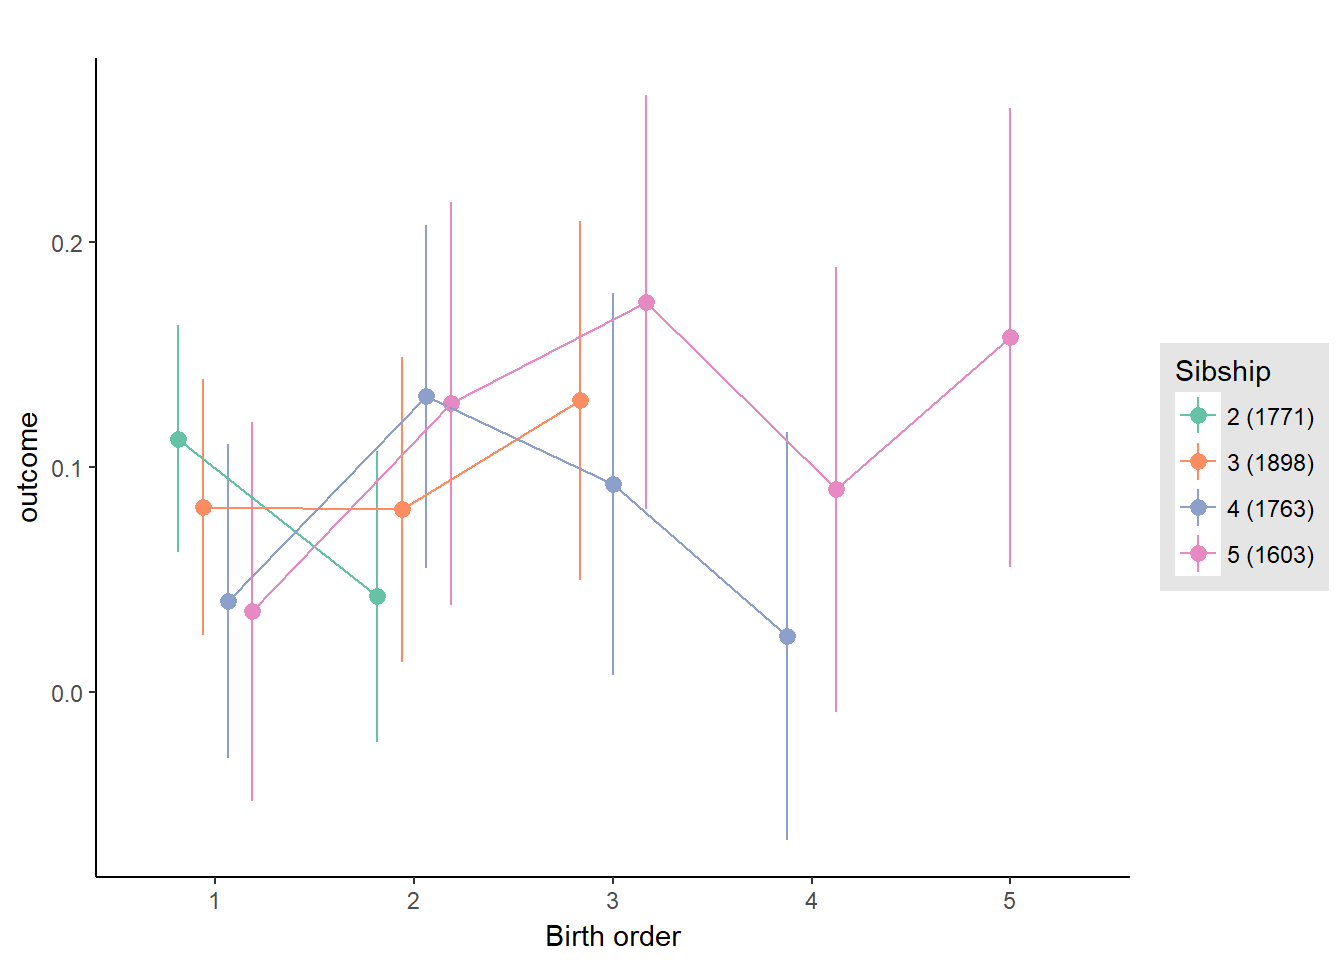 outcome
0.2
0.1
0.0
1 2 3 4 5
Birth order
Sibship
2 (1771)
3 (1898)
4 (1763)
5 (1603)